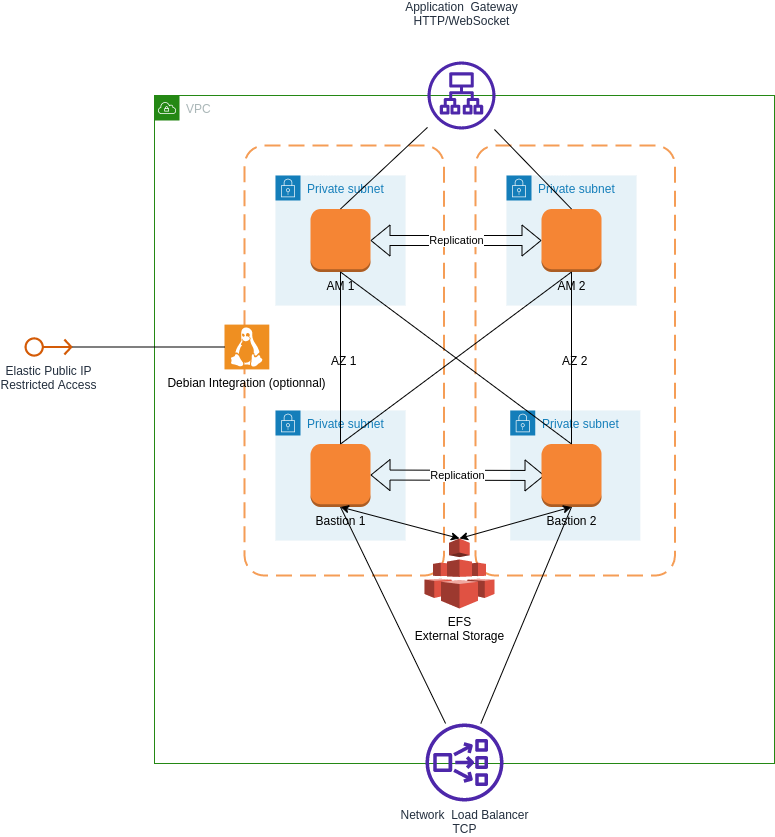 Application Gateway
HTTP/WebSocket
VPC
Private subnet
Private subnet
Replication
AM 1
AM 2
Elastic Public IP
Restricted Access
AZ 1
AZ 2
Debian Integration (optionnal)
Private subnet
Private subnet
Replication
Bastion 1
Bastion 2
EFS
External Storage
Network Load Balancer
TCP